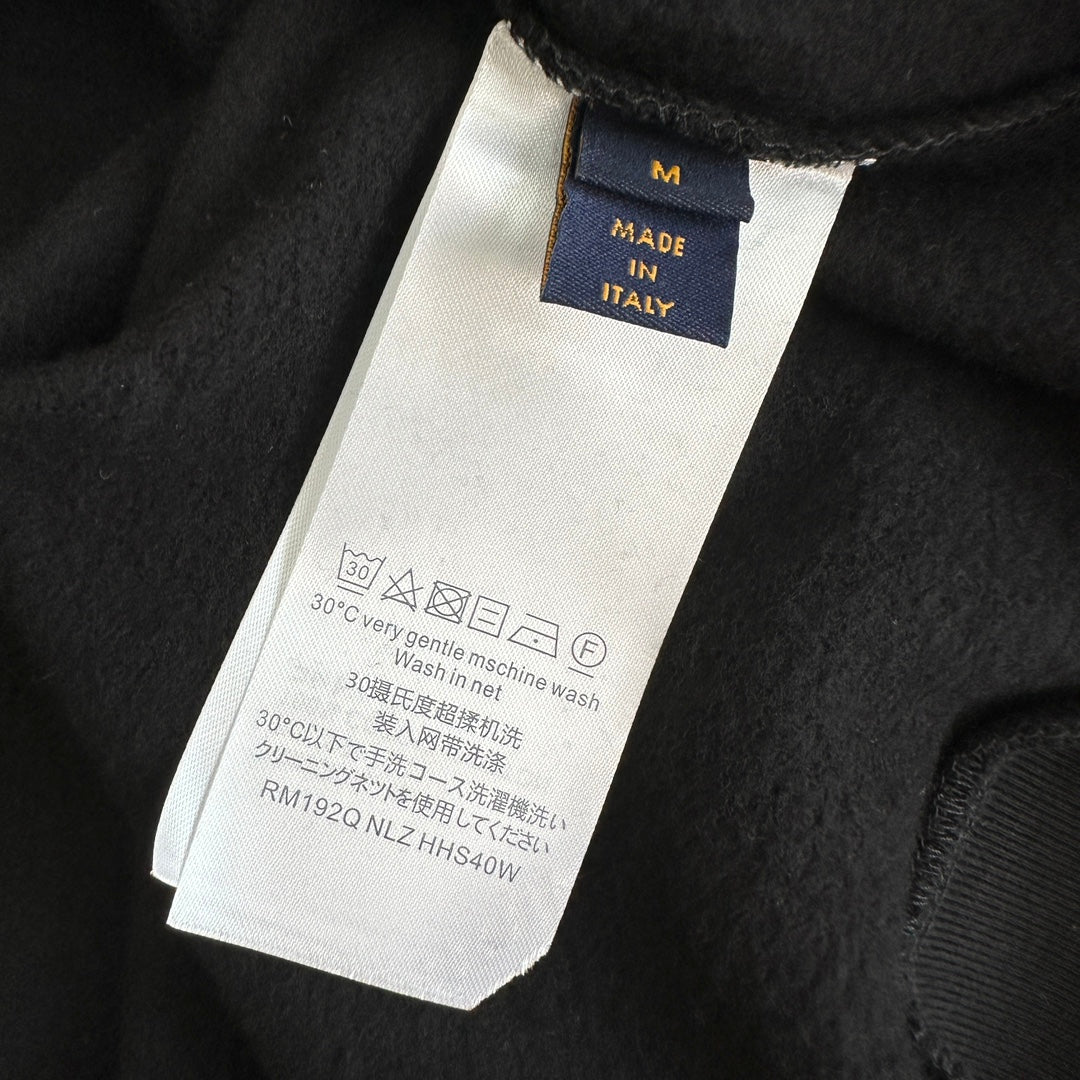 M
MADE
IN
ITALY
30
F
30°C very gentle mschine wash
Wash in net
30摄氏度超揉机洗
装入网带洗涤
30°C以下で手洗コース洗濯機洗い
クリーニングネットを使用してください
RM192Q NLZ HHS40W